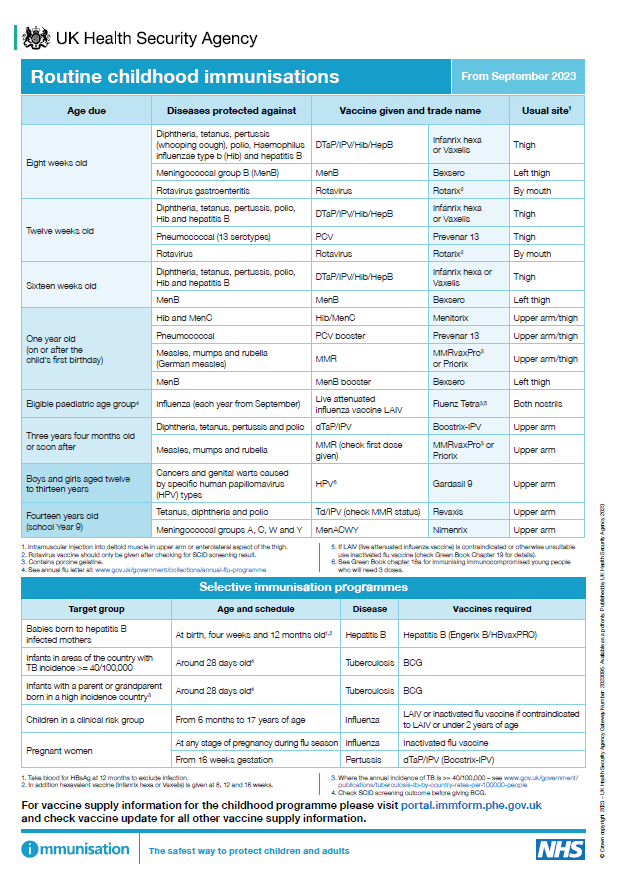 UK Health Security Agency
Routine childhood immunisations
From September 2023
Age due
Diseases protected against
Vaccine given and trade name
Usual site1
Eight weeks old
Diphtheria, tetanus, pertussis
(whooping cough), polio, Haemophilus
influenzae type b (Hib) and hepatitis B
DTaP/IPV/Hib/HepB
Infanrix hexa
or Vaxelis
Thigh
Meningococcal group B (MenB)
MenB
Bexsero
Left thigh
Rotavirus gastroenteritis
Rotavirus
Rotarix2
By mouth
Twelve weeks old
Diphtheria, tetanus, pertussis, polio,
Hib and hepatitis B
DTaP/IPV/Hib/HepB
Infanrix hexa
or Vaxelis
Thigh
Pneumococcal (13 serotypes)
PCV
Prevenar 13
Thigh
Rotavirus
Rotavirus
Rotarix2
By mouth
Sixteen weeks old
Diphtheria, tetanus, pertussis, polio,
Hib and hepatitis B
DTaP/IPV/Hib/HepB
Infanrix hexa or
Vaxelis
Thigh
MenB
MenB
Bexsero
Left thigh
One year old
(on or after the
child's first birthday)
Hib and MenC
Hib/MenC
Menitorix
Upper arm/thigh
Pneumococcal
PCV booster
Prevenar 13
Upper arm/thigh
Measles, mumps and rubella
(German measles)
MMR
MMRvaxPro3
or Priorix
Upper arm/thigh
MenB
MenB booster
Bexsero
Left thigh
Eligible paediatric age group4
Influenza (each year from September)
Live attenuated
influenza vaccine LAIV
Fluenz Tetra3,5
Both nostrils
Three years four months old
or soon after
Diphtheria, tetanus, pertussis and polio
dTaP/IPV
Boostrix-IPV
Upper arm
Measles, mumps and rubella
MMR (check first dose
given)
MMRvaxPro3 or
Priorix
Upper arm
Boys and girls aged twelve
to thirteen years
Cancers and genital warts caused
by specific human papillomavirus
(HPV) types
HPV6
Gardasil 9
Upper arm
Fourteen years old
(school Year 9)
Tetanus, diphtheria and polio
Td/IPV (check MMR status)
Revaxis
Upper arm
Meningococcal groups A, C, W and Y
MenACWY
Nimenrix
Upper arm
1. Intramuscular injection into deltoid muscle in upper arm or anterolateral aspect of the thigh.
2. Rotavirus vaccine should only be given after checking for SCID screening result.
3. Contains porcine gelatine.
4. See annual flu letter at: www.gov.uk/government/collections/annual-flu-programme
5. If LAIV (live attenuated influenza vaccine) is contraindicated or otherwise unsuitable
use inactivated flu vaccine (check Green Book Chapter 19 for details).
6. See Green Book chapter 18a for immunising immunocompromised young people
who will need 3 doses.
Selective immunisation programmes
Target group
Age and schedule
Disease
Vaccines required
Babies born to hepatitis B
infected mothers
At birth, four weeks and 12 months old1,2
Hepatitis B
Hepatitis B (Engerix B/HBvaxPRO)
Infants in areas of the country with
TB incidence >= 40/100,000
Around 28 days old4
Tuberculosis
BCG
Infants with a parent or grandparent
born in a high incidence country3
Around 28 days old4
Tuberculosis
BCG
Children in a clinical risk group
From 6 months to 17 years of age
Influenza
LAIV or inactivated flu vaccine if contraindicated
to LAIV or under 2 years of age
Pregnant women
At any stage of pregnancy during flu season
Influenza
Inactivated flu vaccine
From 16 weeks gestation
Pertussis
dTaP/IPV (Boostrix-IPV)
1. Take blood for HBsAg at 12 months to exclude infection.
2. In addition hexavalent vaccine (Infanrix hexa or Vaxelis) is given at 8, 12 and 16 weeks.
3. Where the annual incidence of TB is >= 40/100,000 – see www.gov.uk/government/
publications/tuberculosis-tb-by-country-rates-per-100000-people
4. Check SCID screening outcome before giving BCG.
For vaccine supply information for the childhood programme please visit portal.immform.phe.gov.uk
and check vaccine update for all other vaccine supply information.
immunisation
The safest way to protect children and adults
NHS
© Crown copyright 2023 – UK Health Security Agency Gateway Number: 2023095. Available as a pdf only. Published by UK Health Security Agency 2023